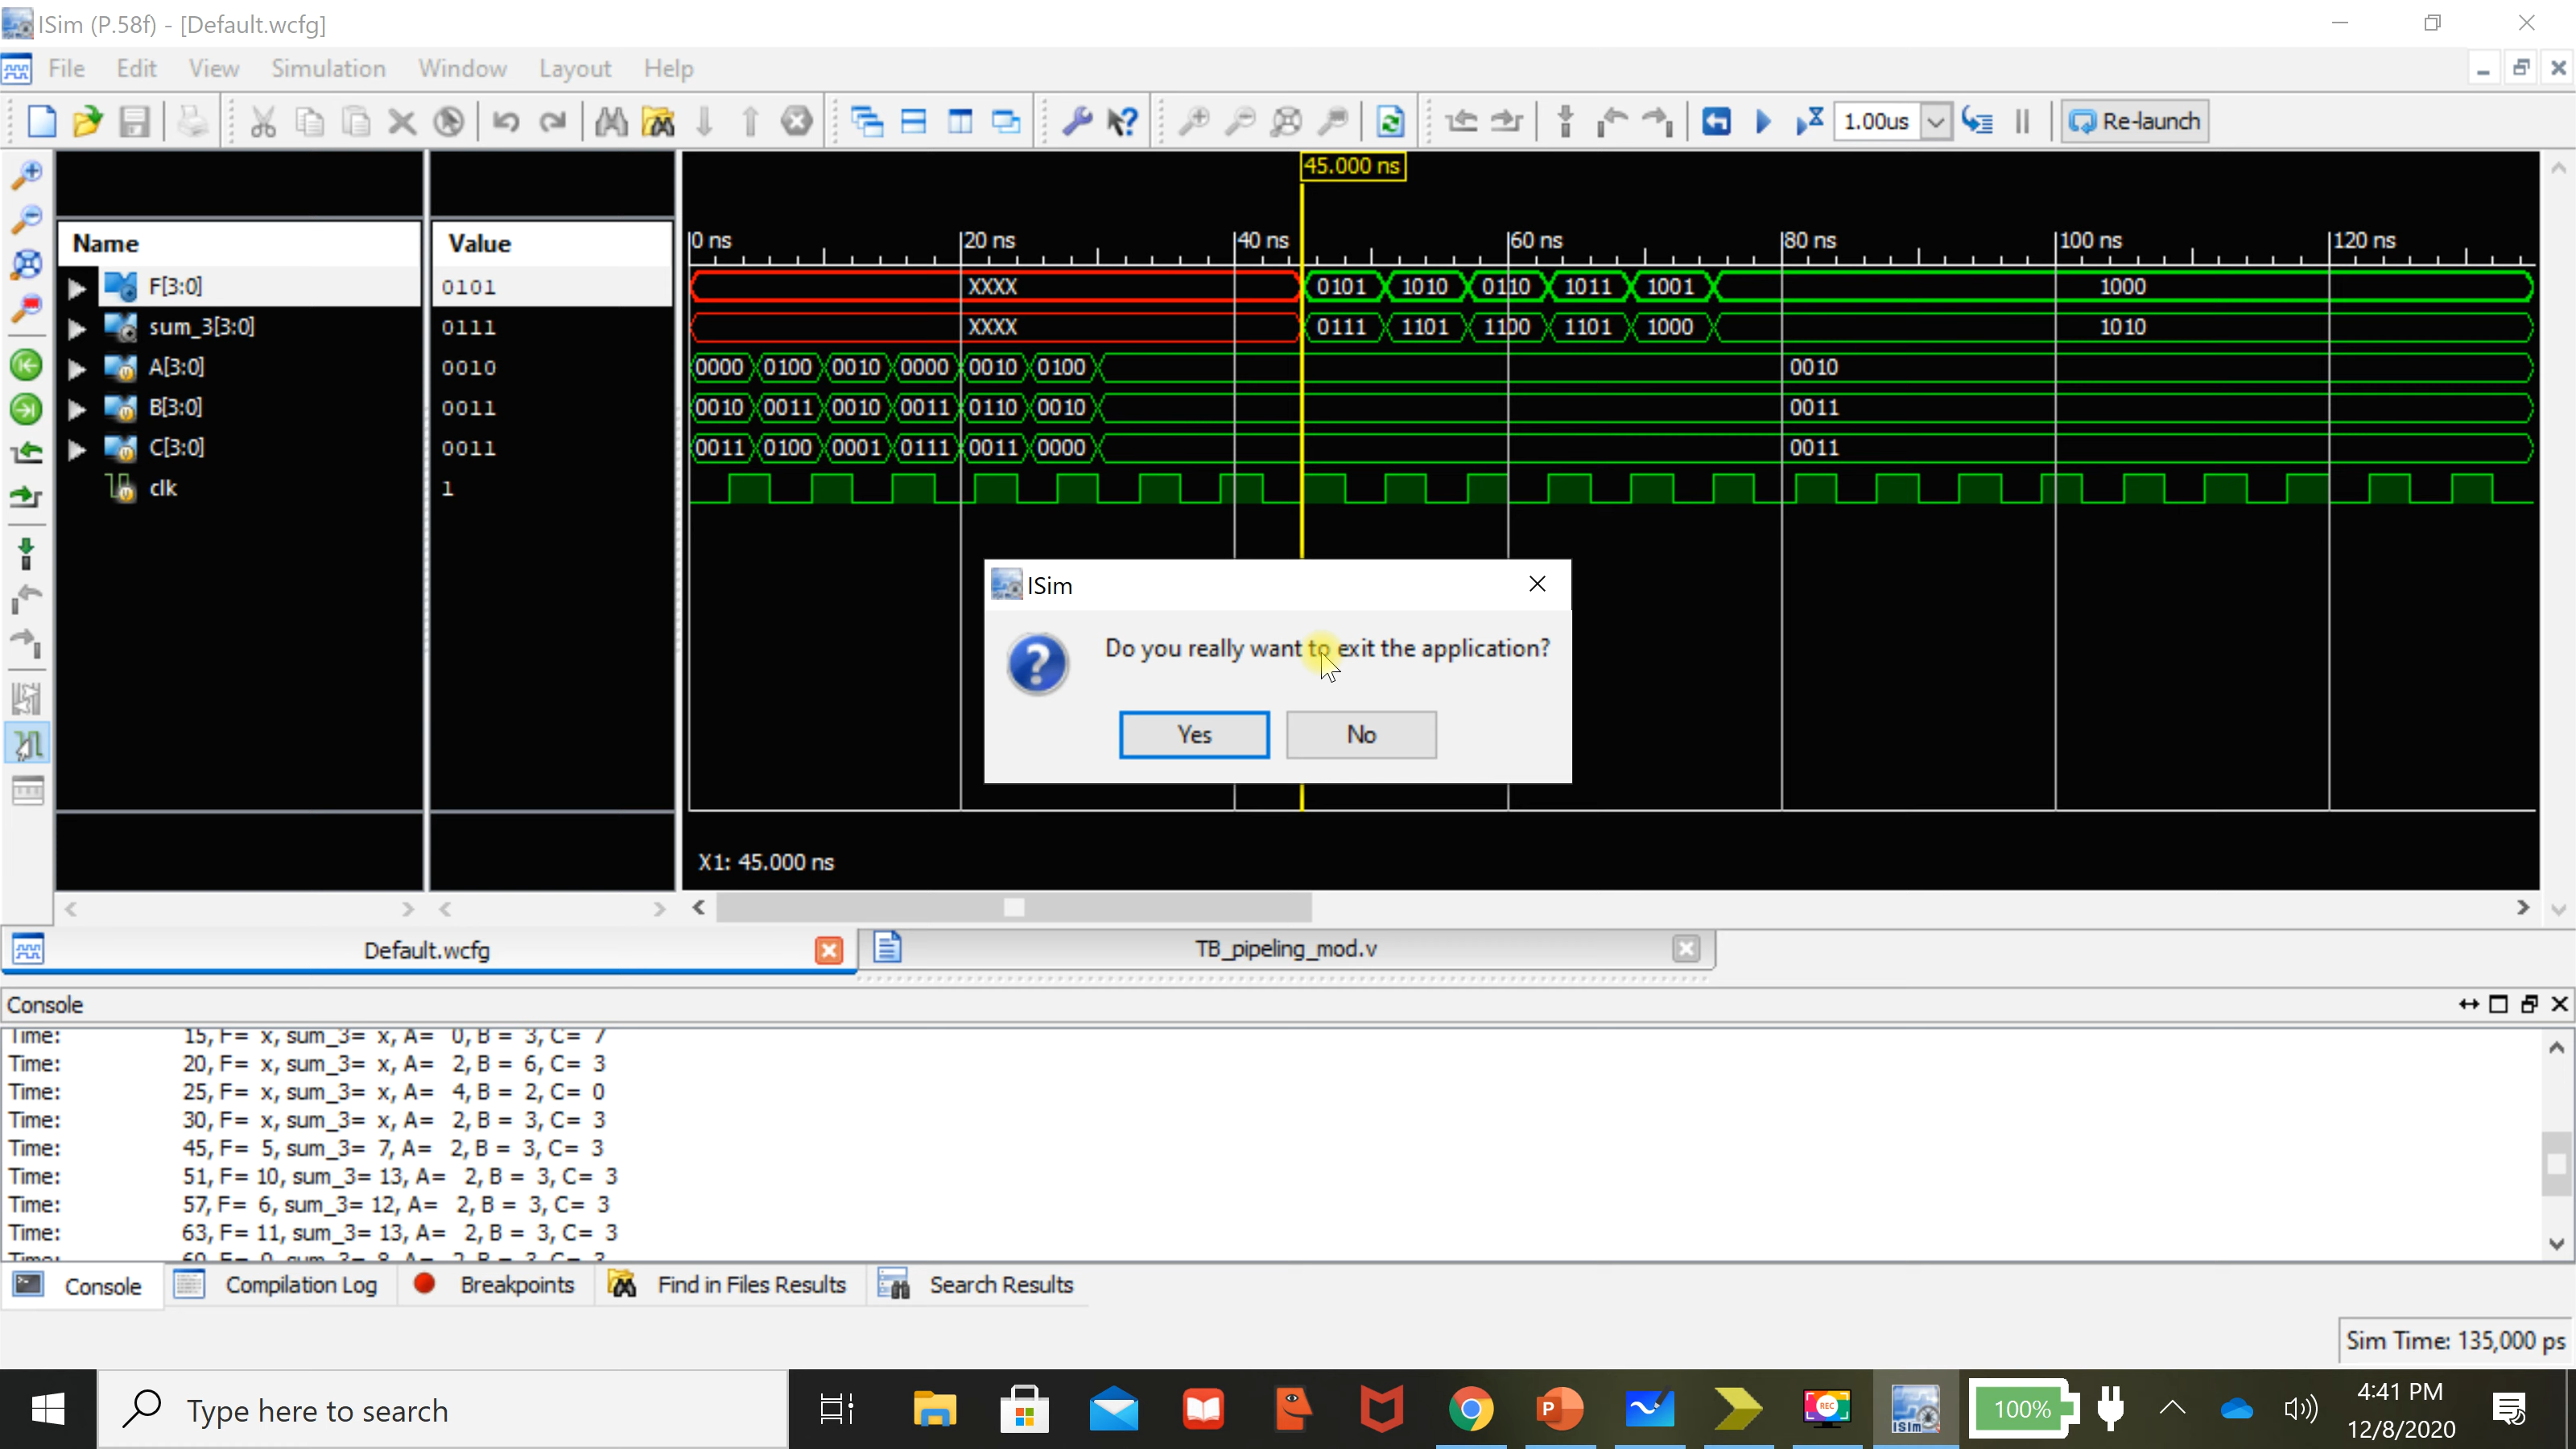 ISim (P.58f) - [Default.wcfg]
File Edit View Simulation Window Layout Help
1.00us Re-launch
45.000 ns
Name Value
0 ns 20 ns 40 ns 60 ns 80 ns 100 ns 120 ns
F[3:0] 0101 XXXX 0101 1010 0110 1011 1001 1000
sum_3[3:0] 0111 XXXX 0111 1101 1100 1101 1000 1010
A[3:0] 0010 0000 0100 0010 0000 0010 0100 0010
B[3:0] 0011 0010 0011 0010 0011 0110 0010 0011
C[3:0] 0011 0011 0100 0001 0111 0011 0000 0011
clk 1
ISim
Do you really want to exit the application?
Yes No
X1: 45.000 ns
Default.wcfg TB_pipeling_mod.v
Console
Time: 15, F= x, sum_3= x, A= 0, B = 3, C= 7
Time: 20, F= x, sum_3= x, A= 2, B = 6, C= 3
Time: 25, F= x, sum_3= x, A= 4, B = 2, C= 0
Time: 30, F= x, sum_3= x, A= 2, B = 3, C= 3
Time: 45, F= 5, sum_3= 7, A= 2, B = 3, C= 3
Time: 51, F= 10, sum_3= 13, A= 2, B = 3, C= 3
Time: 57, F= 6, sum_3= 12, A= 2, B = 3, C= 3
Time: 63, F= 11, sum_3= 13, A= 2, B = 3, C= 3
Console Compilation Log Breakpoints Find in Files Results Search Results
Sim Time: 135,000 ps
Type here to search
REC
ISim
100%
4:41 PM
12/8/2020